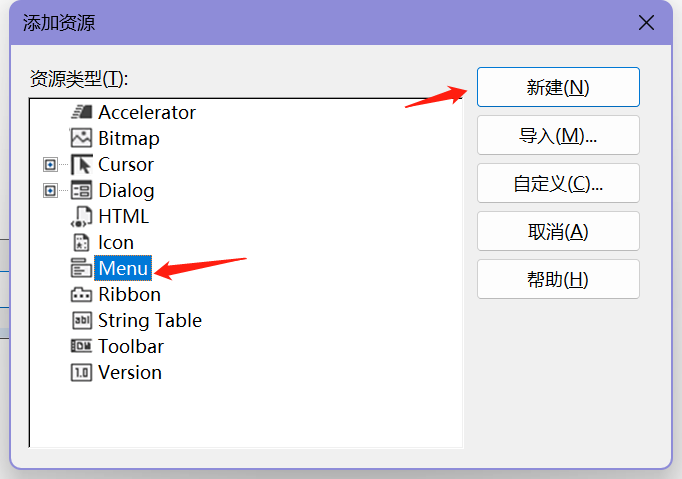 添加资源
资源类型(T):
Accelerator
Bitmap
Cursor
Dialog
HTML
Icon
Menu
Ribbon
String Table
Toolbar
Version
新建(N)
导入(M)...
自定义(C)...
取消(A)
帮助(H)